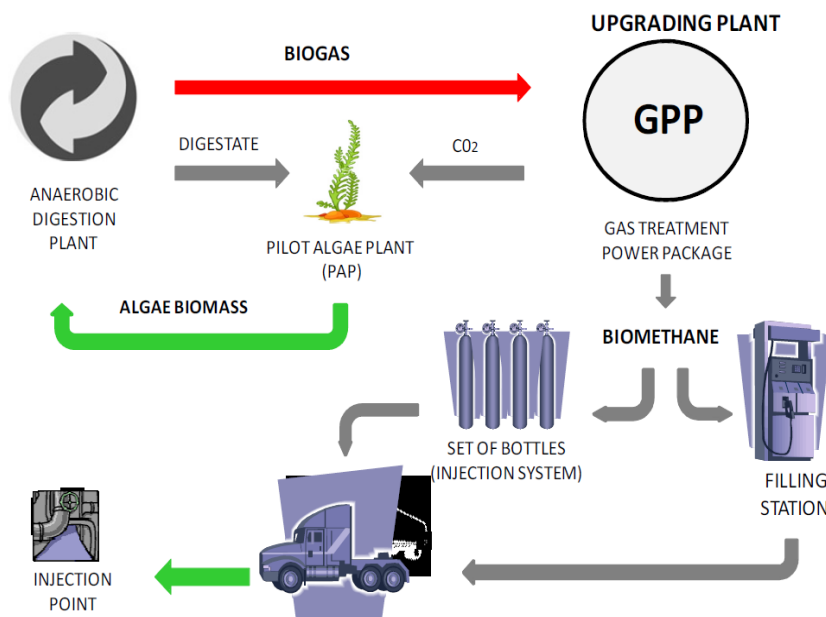 UPGRADING PLANT
BIOGAS
GPP
DIGESTATE
CO2
ANAEROBIC
DIGESTION
PLANT
PILOT ALGAE PLANT
(PAP)
GAS TREATMENT
POWER PACKAGE
ALGAE BIOMASS
BIOMETHANE
SET OF BOTTLES
(INJECTION SYSTEM)
FILLING
STATION
INJECTION
POINT